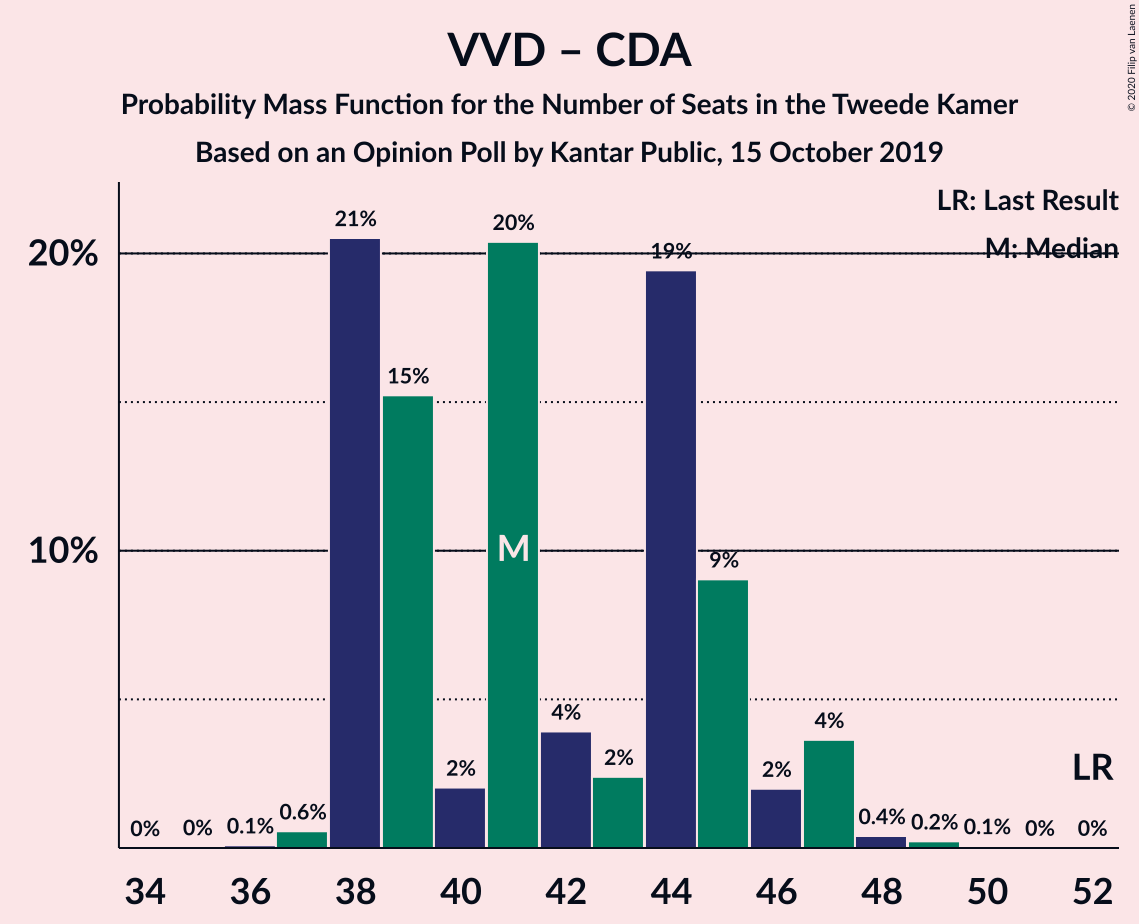 VVD – CDA
Probability Mass Function for the Number of Seats in the Tweede Kamer
Based on an Opinion Poll by Kantar Public, 15 October 2019
© 2020 Filip van Laenen
LR: Last Result
M: Median
20%
10%
0%
0%
0.1%
0.6%
21%
15%
2%
20%
4%
2%
19%
9%
2%
4%
0.4%
0.2%
0.1%
0%
0%
M
LR
34 36 38 40 42 44 46 48 50 52